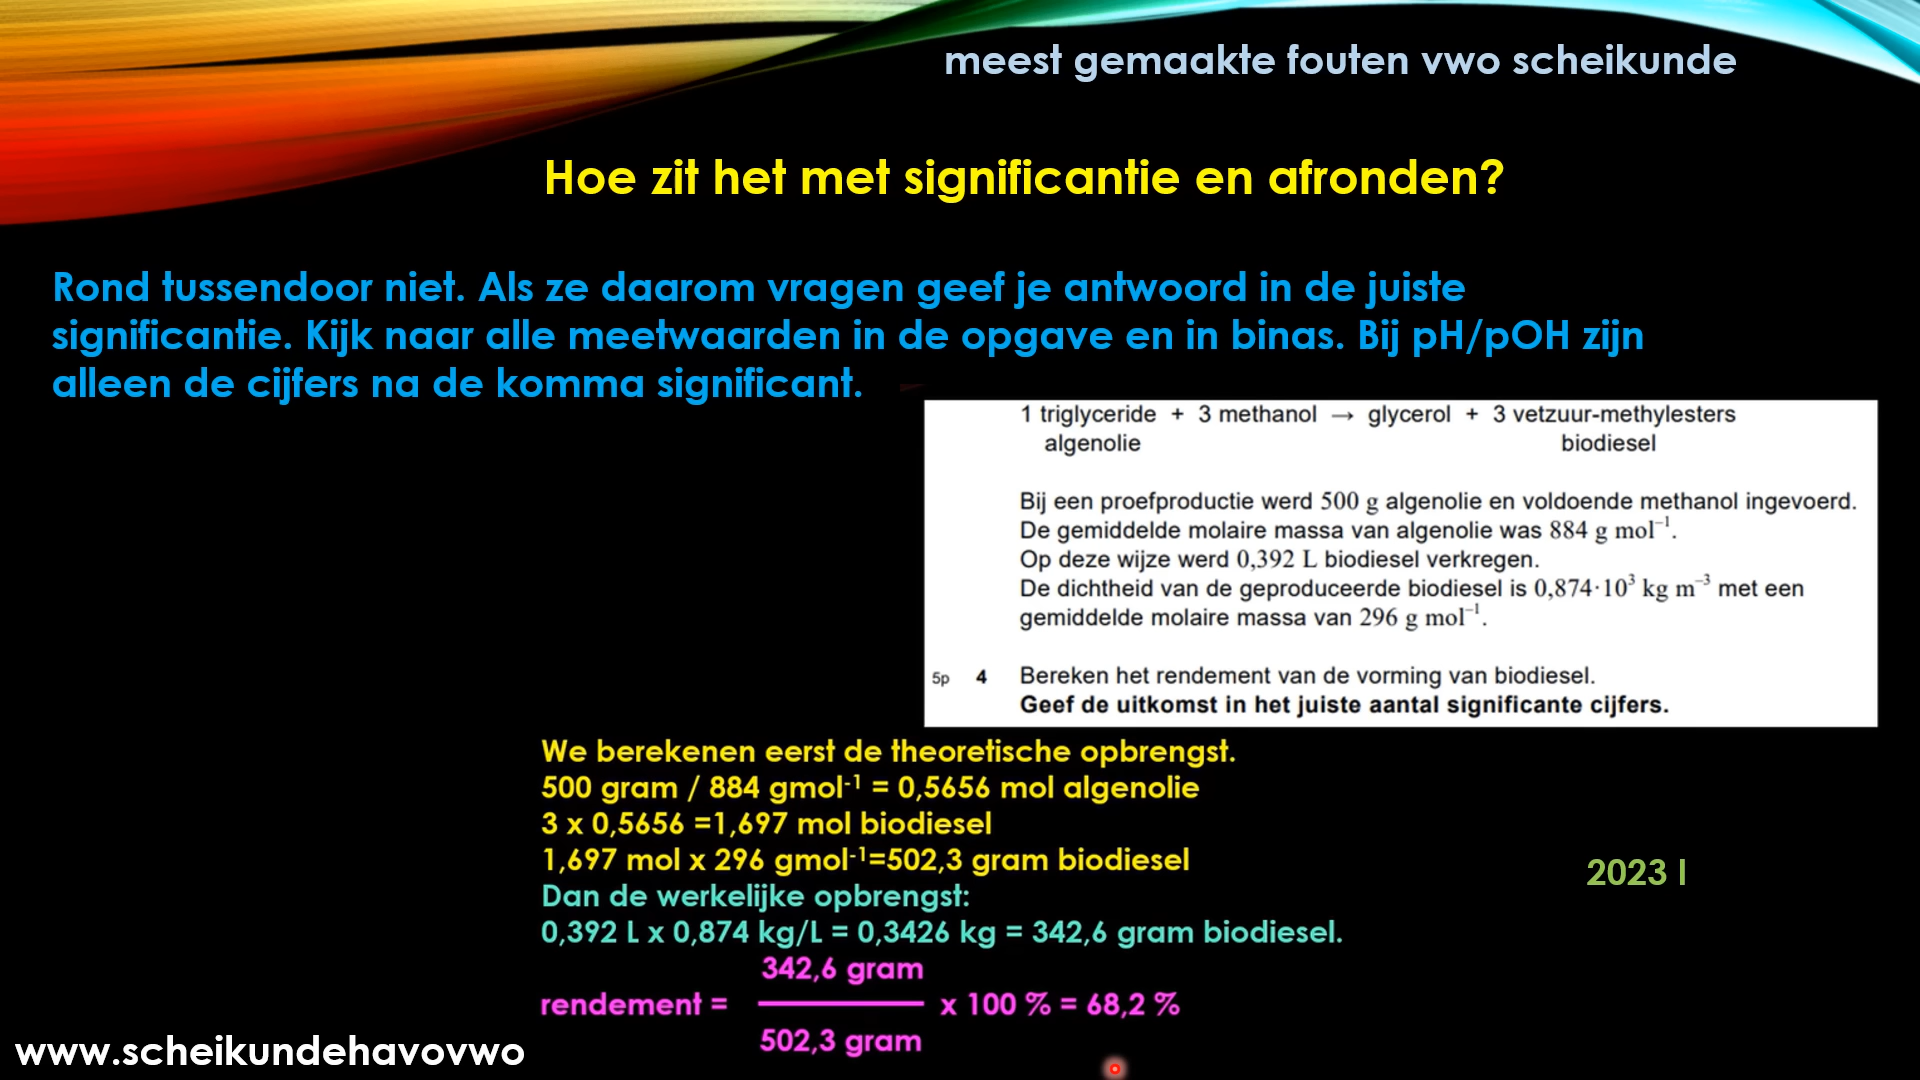 meest gemaakte fouten vwo scheikunde
Hoe zit het met significantie en afronden?
Rond tussendoor niet. Als ze daarom vragen geef je antwoord in de juiste
significantie. Kijk naar alle meetwaarden in de opgave en in binas. Bij pH/pOH zijn
alleen de cijfers na de komma significant.
1 triglyceride + 3 methanol → glycerol + 3 vetzuur-methylesters
algenolie biodiesel
Bij een proefproductie werd 500 g algenolie en voldoende methanol ingevoerd.
De gemiddelde molaire massa van algenolie was 884 g mol⁻¹.
Op deze wijze werd 0,392 L biodiesel verkregen.
De dichtheid van de geproduceerde biodiesel is 0,874·10³ kg m⁻³ met een
gemiddelde molaire massa van 296 g mol⁻¹.
5p 4 Bereken het rendement van de vorming van biodiesel.
Geef de uitkomst in het juiste aantal significante cijfers.
We berekenen eerst de theoretische opbrengst.
500 gram / 884 gmol⁻¹ = 0,5656 mol algenolie
3 x 0,5656 =1,697 mol biodiesel
1,697 mol x 296 gmol⁻¹=502,3 gram biodiesel
2023 I
Dan de werkelijke opbrengst:
0,392 L x 0,874 kg/L = 0,3426 kg = 342,6 gram biodiesel.
342,6 gram
rendement = x 100 % = 68,2 %
502,3 gram
www.scheikundehavovwo